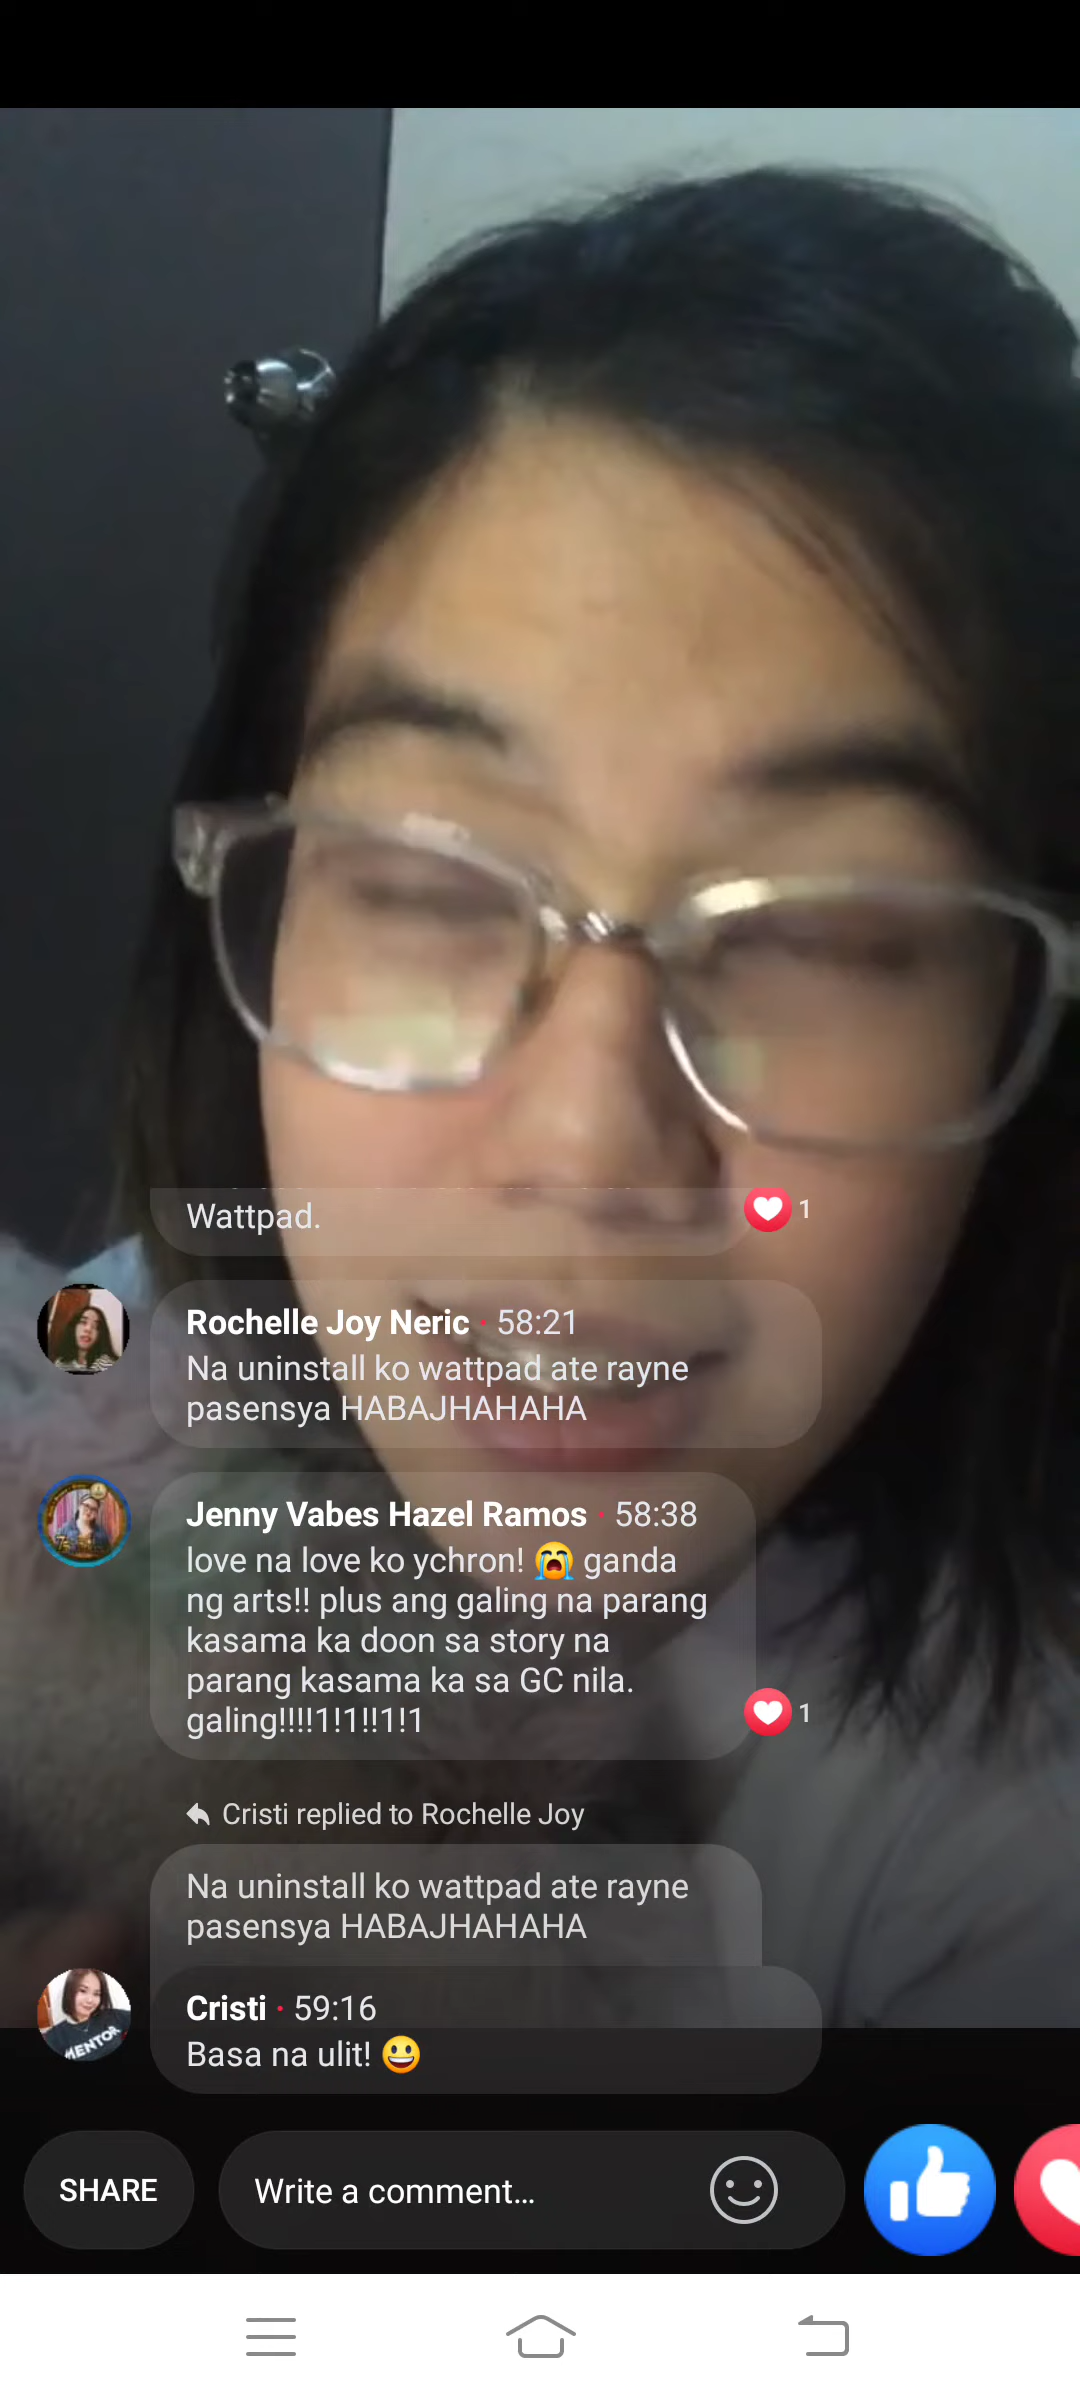 Wattpad.
1
Rochelle Joy Neric · 58:21
Na uninstall ko wattpad ate rayne
pasensya HABAJHAHAHA
Jenny Vabes Hazel Ramos · 58:38
love na love ko ychron! 😭 ganda
ng arts!! plus ang galing na parang
kasama ka doon sa story na
parang kasama ka sa GC nila.
galing!!!!1!1!!1!1
1
Cristi replied to Rochelle Joy
Na uninstall ko wattpad ate rayne
pasensya HABAJHAHAHA
MENTOR
Cristi · 59:16
Basa na ulit! 😀
SHARE
Write a comment...